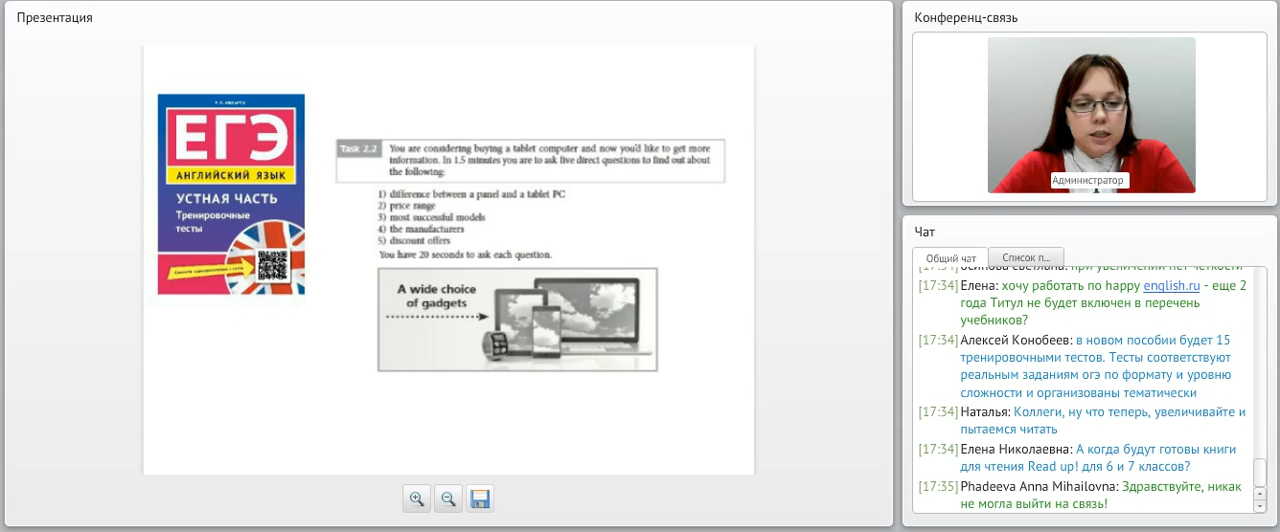 Презентация
ЕГЭ
АНГЛИЙСКИЙ ЯЗЫК
УСТНАЯ ЧАСТЬ
Тренировочные
тесты
Task 2.2 You are considering buying a tablet computer and now you'd like to get more
information. In 1.5 minutes you are to ask five direct questions to find out about
the following:
1) difference between a panel and a tablet PC
2) price range
3) most successful models
4) the manufacturers
5) discount offers
You have 20 seconds to ask each question.
A wide choice
of gadgets
Конференц-связь
Администратор
Чат
Общий чат
Список п...
[17:34] Елена: хочу работать по happy english.ru - еще 2
года Титул не будет включен в перечень
учебников?
[17:34] Алексей Конобеев: в новом пособии будет 15
тренировочными тестов. Тесты соответствуют
реальным заданиям огэ по формату и уровню
сложности и организованы тематически
[17:34] Наталья: Коллеги, ну что теперь, увеличивайте и
пытаемся читать
[17:34] Елена Николаевна: А когда будут готовы книги
для чтения Read up! для 6 и 7 классов?
[17:35] Phadeeva Anna Mihailovna: Здравствуйте, никак
не могла выйти на связь!